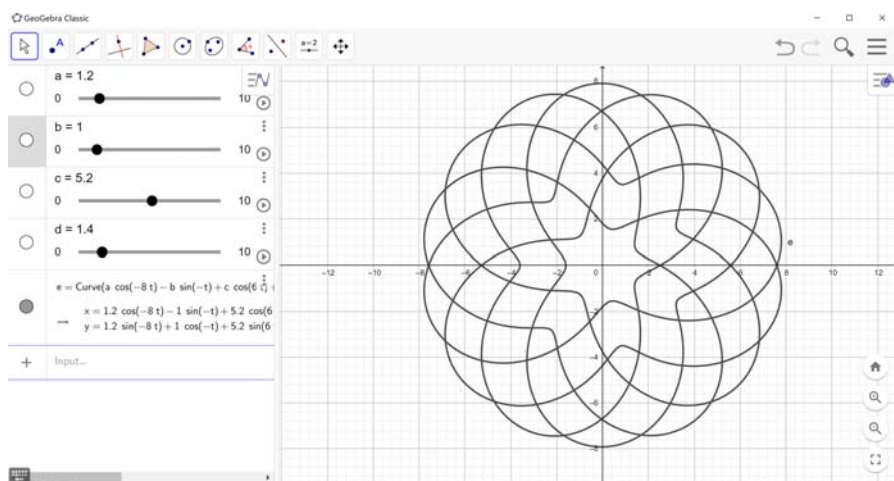 GeoGebra Classic
a=2
a = 1.2
0 10
b = 1
0 10
c = 5.2
0 10
d = 1.4
0 10
e = Curve(a cos(−8 t) − b sin(−t) + c cos(6 t) +
→ x = 1.2 cos(−8 t) − 1 sin(−t) + 5.2 cos(6
y = 1.2 sin(−8 t) + 1 cos(−t) + 5.2 sin(6
+ Input...
8
6
4
2
e
−12 −10 −8 −6 −4 −2 0 2 4 6 8 10 12
−2
−4
−6
−8